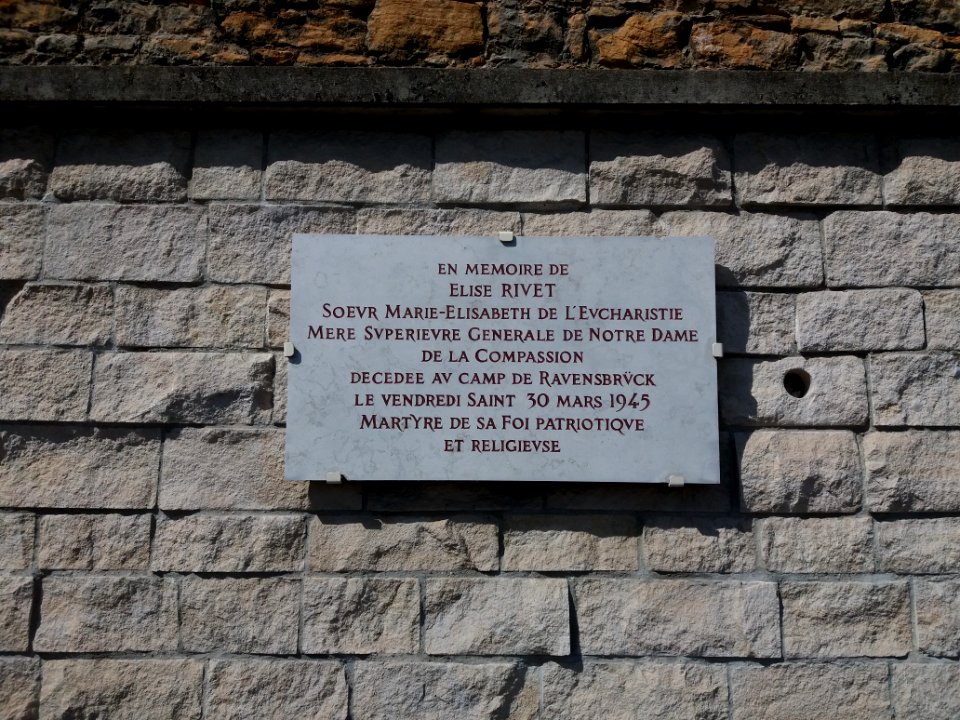 EN MEMOIRE DE
ELISE RIVET
SOEVR MARIE-ELISABETH DE L'EVCHARISTIE
MERE SVPERIEVRE GENERALE DE NOTRE DAME
DE LA COMPASSION
DECEDEE AV CAMP DE RAVENSBRŸCK
LE VENDREDI SAINT 30 MARS 1945
MARTYRE DE SA FOI PATRIOTIQVE
ET RELIGIEVSE